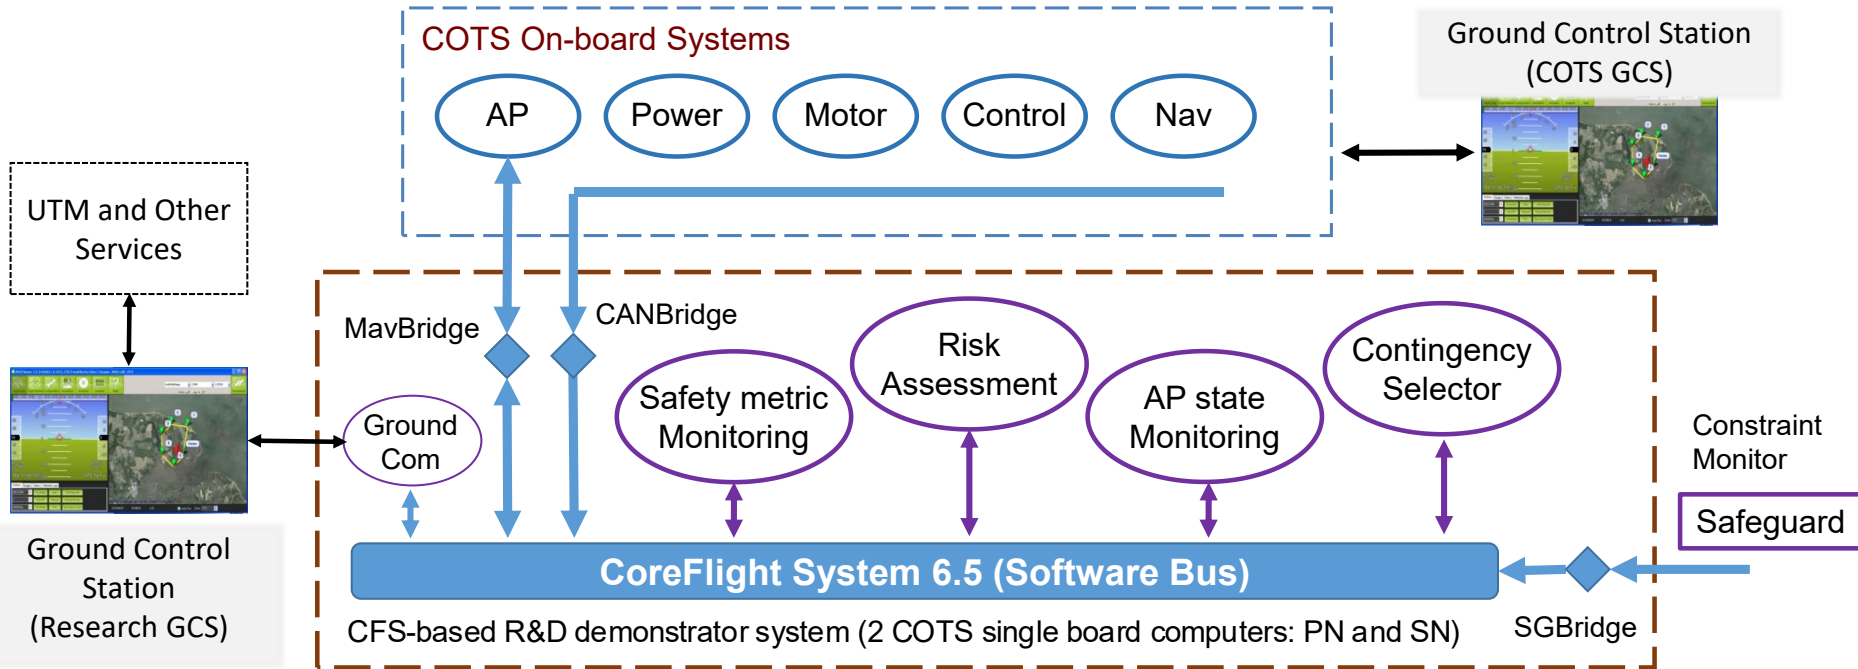 COTS On-board Systems
AP
Power
Motor
Control
Nav
Ground Control Station
(COTS GCS)
UTM and Other
Services
MavBridge
CANBridge
Ground
Com
Safety metric
Monitoring
Risk
Assessment
AP state
Monitoring
Contingency
Selector
Constraint
Monitor
Safeguard
CoreFlight System 6.5 (Software Bus)
SGBridge
CFS-based R&D demonstrator system (2 COTS single board computers: PN and SN)
Ground Control
Station
(Research GCS)